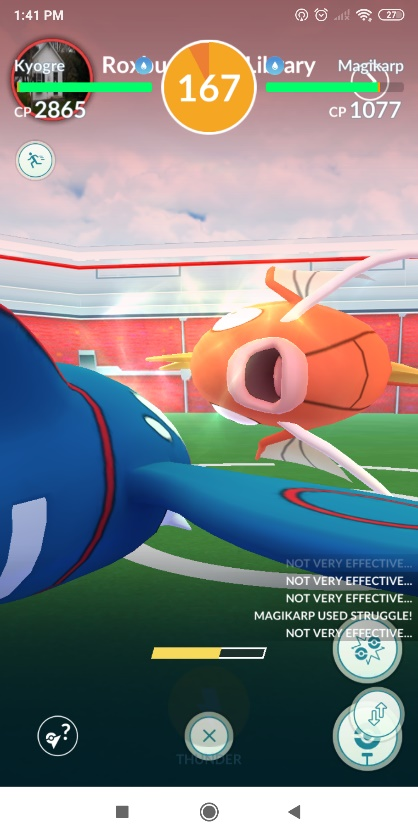 1:41 PM
27
Kyogre
Magikarp
167
CP 2865
CP 1077
NOT VERY EFFECTIVE...
NOT VERY EFFECTIVE...
NOT VERY EFFECTIVE...
MAGIKARP USED STRUGGLE!
NOT VERY EFFECTIVE...
?
THUNDER